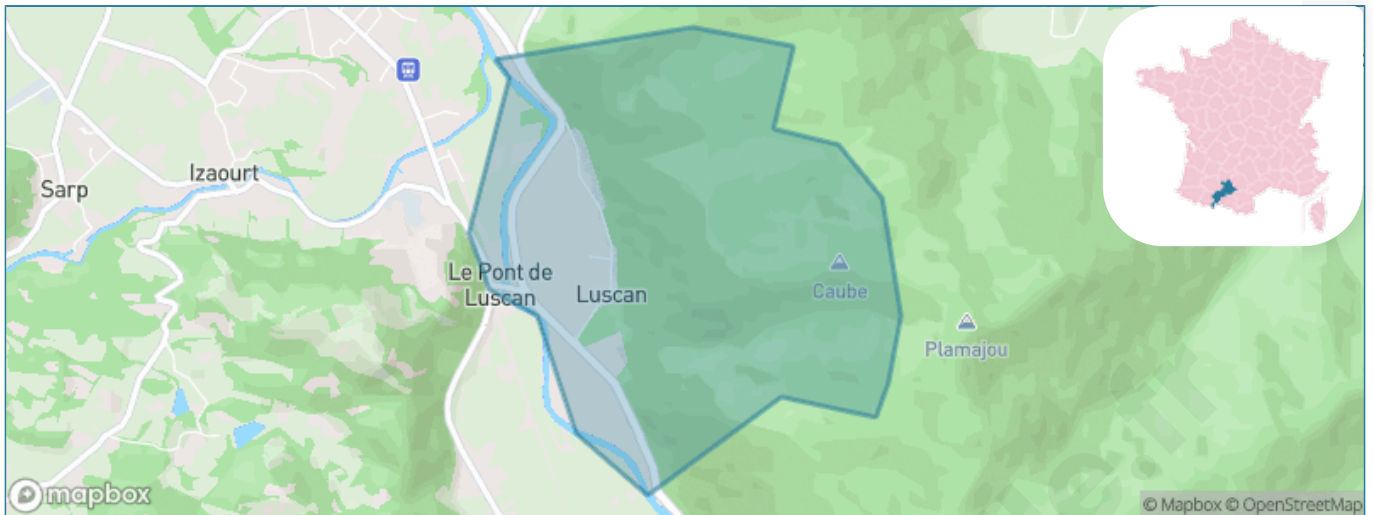 Izaourt
Sarp
Le Pont de
Luscan
Luscan
Caube
Plamajou
mapbox
© Mapbox © OpenStreetMap